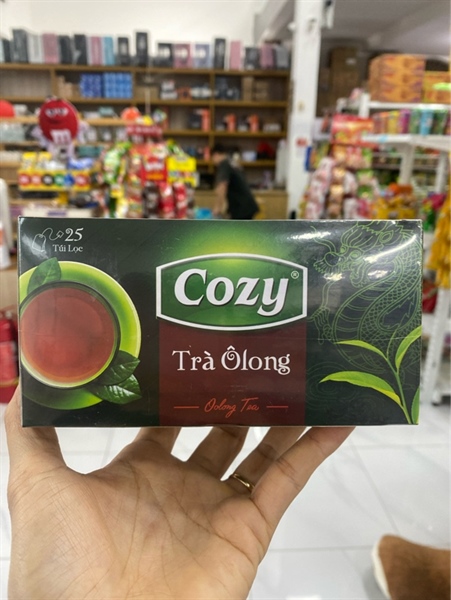 25
Túi Lọc
Cozy®
Trà Ôlong
Oolong Tea
m